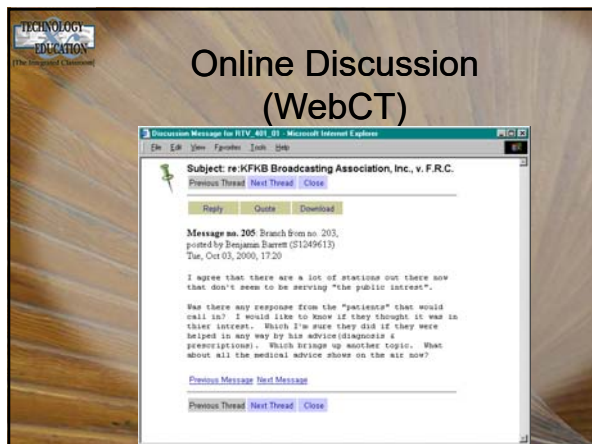 TECHNOLOGY
EDUCATION
[The Integrated Classroom]
Online Discussion
(WebCT)
Discussion Message for RTV_401_01 - Microsoft Internet Explorer
File Edit View Favorites Tools Help
Subject: re:KFKB Broadcasting Association, Inc., v. F.R.C.
Previous Thread Next Thread Close
Reply Quote Download
Message no. 205: Branch from no. 203,
posted by Benjamin Barrett (S1249613)
Tue, Oct 03, 2000, 17:20
I agree that there are a lot of stations out there now
that don't seem to be serving "the public intrest".
Was there any response from the "patients" that would
call in? I would like to know if they thought it was in
thier intrest. Which I'm sure they did if they were
helped in any way by his advice(diagnosis &
prescriptions). Which brings up another topic. What
about all the medical advice shows on the air now?
Previous Message Next Message
Previous Thread Next Thread Close